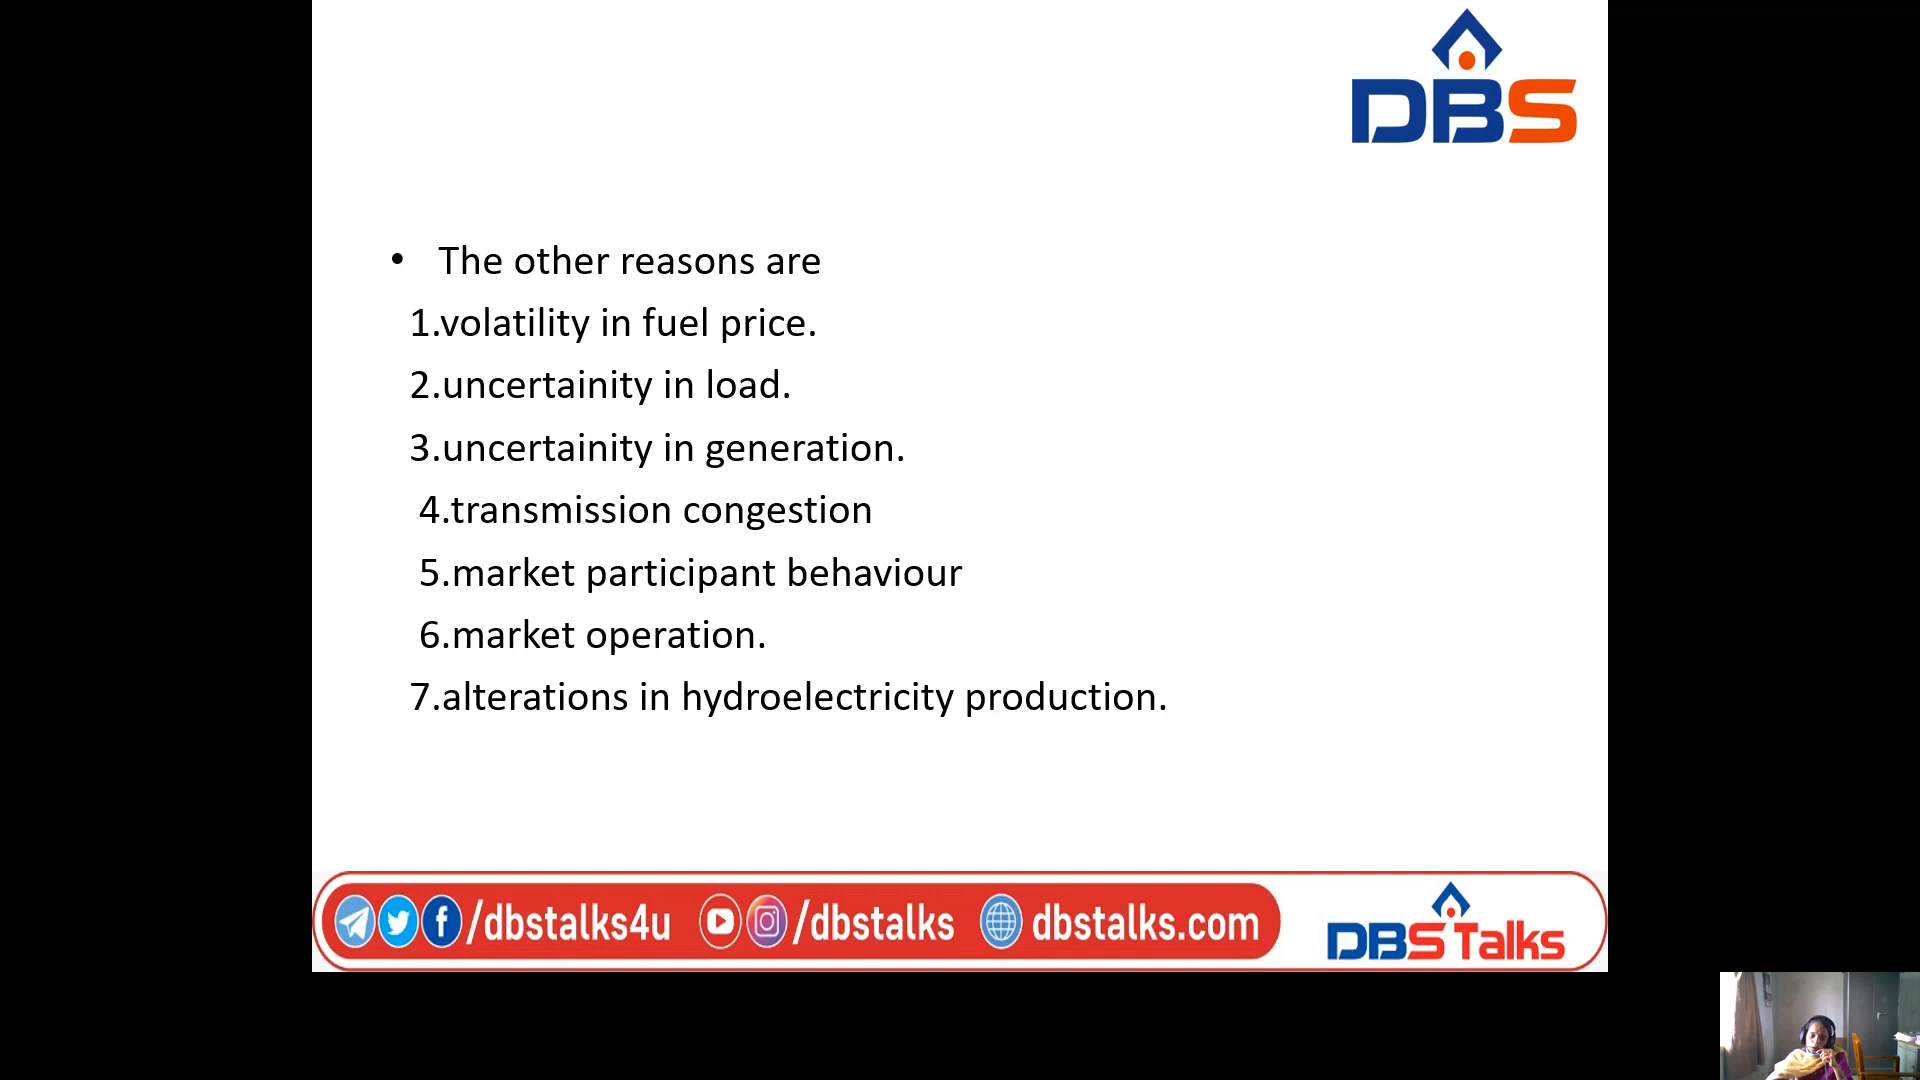 DBS
• The other reasons are
1.volatility in fuel price.
2.uncertainity in load.
3.uncertainity in generation.
4.transmission congestion
5.market participant behaviour
6.market operation.
7.alterations in hydroelectricity production.
/dbstalks4u /dbstalks dbstalks.com DBS Talks